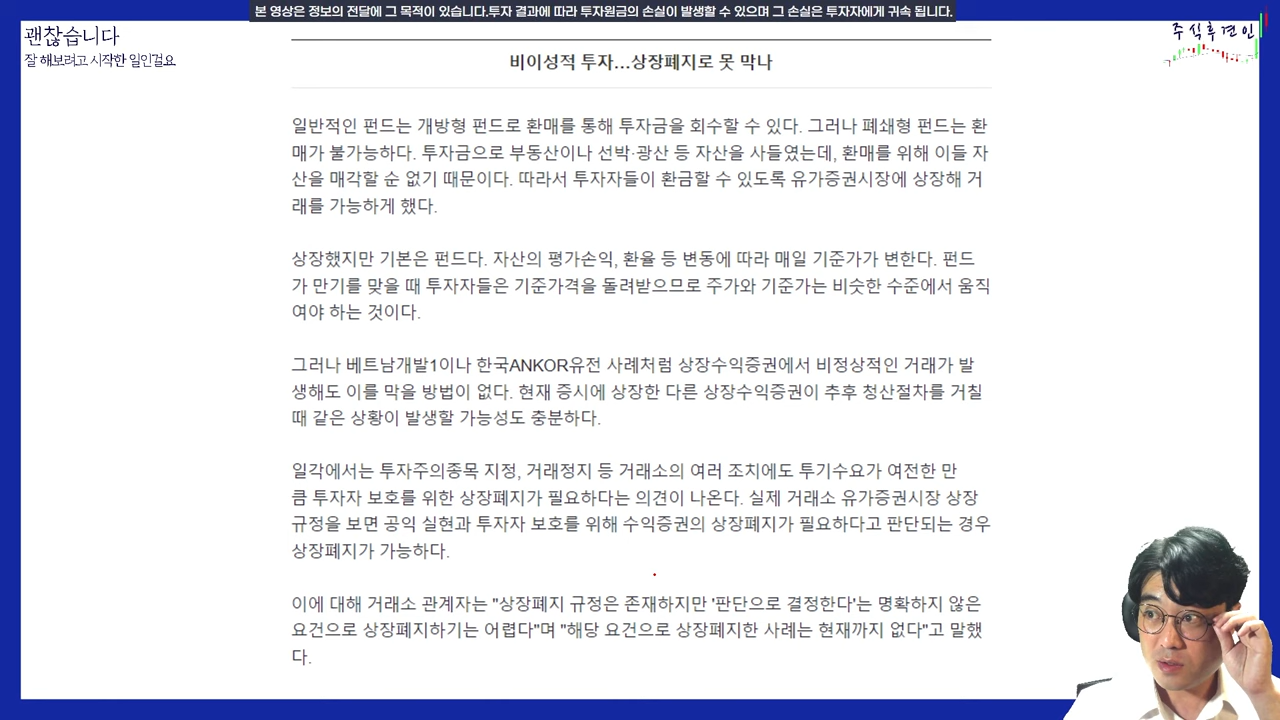 본 영상은 정보의 전달에 그 목적이 있습니다.투자 결과에 따라 투자원금의 손실이 발생할 수 있으며 그 손실은 투자자에게 귀속 됩니다.
괜찮습니다
잘 해보려고 시작한 일인걸요
주식후견인
비이성적 투자…상장폐지로 못 막나
일반적인 펀드는 개방형 펀드로 환매를 통해 투자금을 회수할 수 있다. 그러나 폐쇄형 펀드는 환
매가 불가능하다. 투자금으로 부동산이나 선박·광산 등 자산을 사들였는데, 환매를 위해 이들 자
산을 매각할 순 없기 때문이다. 따라서 투자자들이 환금할 수 있도록 유가증권시장에 상장해 거
래를 가능하게 했다.
상장했지만 기본은 펀드다. 자산의 평가손익, 환율 등 변동에 따라 매일 기준가가 변한다. 펀드
가 만기를 맞을 때 투자자들은 기준가격을 돌려받으므로 주가와 기준가는 비슷한 수준에서 움직
여야 하는 것이다.
그러나 베트남개발1이나 한국ANKOR유전 사례처럼 상장수익증권에서 비정상적인 거래가 발
생해도 이를 막을 방법이 없다. 현재 증시에 상장한 다른 상장수익증권이 추후 청산절차를 거칠
때 같은 상황이 발생할 가능성도 충분하다.
일각에서는 투자주의종목 지정, 거래정지 등 거래소의 여러 조치에도 투기수요가 여전한 만
큼 투자자 보호를 위한 상장폐지가 필요하다는 의견이 나온다. 실제 거래소 유가증권시장 상장
규정을 보면 공익 실현과 투자자 보호를 위해 수익증권의 상장폐지가 필요하다고 판단되는 경우
상장폐지가 가능하다.
이에 대해 거래소 관계자는 "상장폐지 규정은 존재하지만 '판단으로 결정한다'는 명확하지 않은
요건으로 상장폐지하기는 어렵다"며 "해당 요건으로 상장폐지한 사례는 현재까지 없다"고 말했
다.